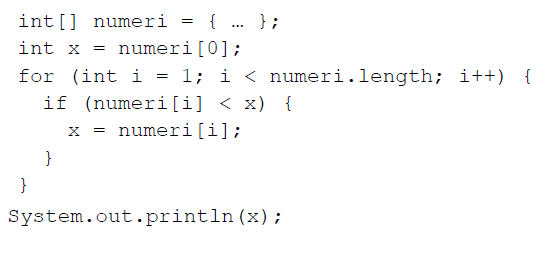 int[] numeri = { … };
int x = numeri[0];
for (int i = 1; i < numeri.length; i++) {
if (numeri[i] < x) {
x = numeri[i];
}
}
System.out.println(x);